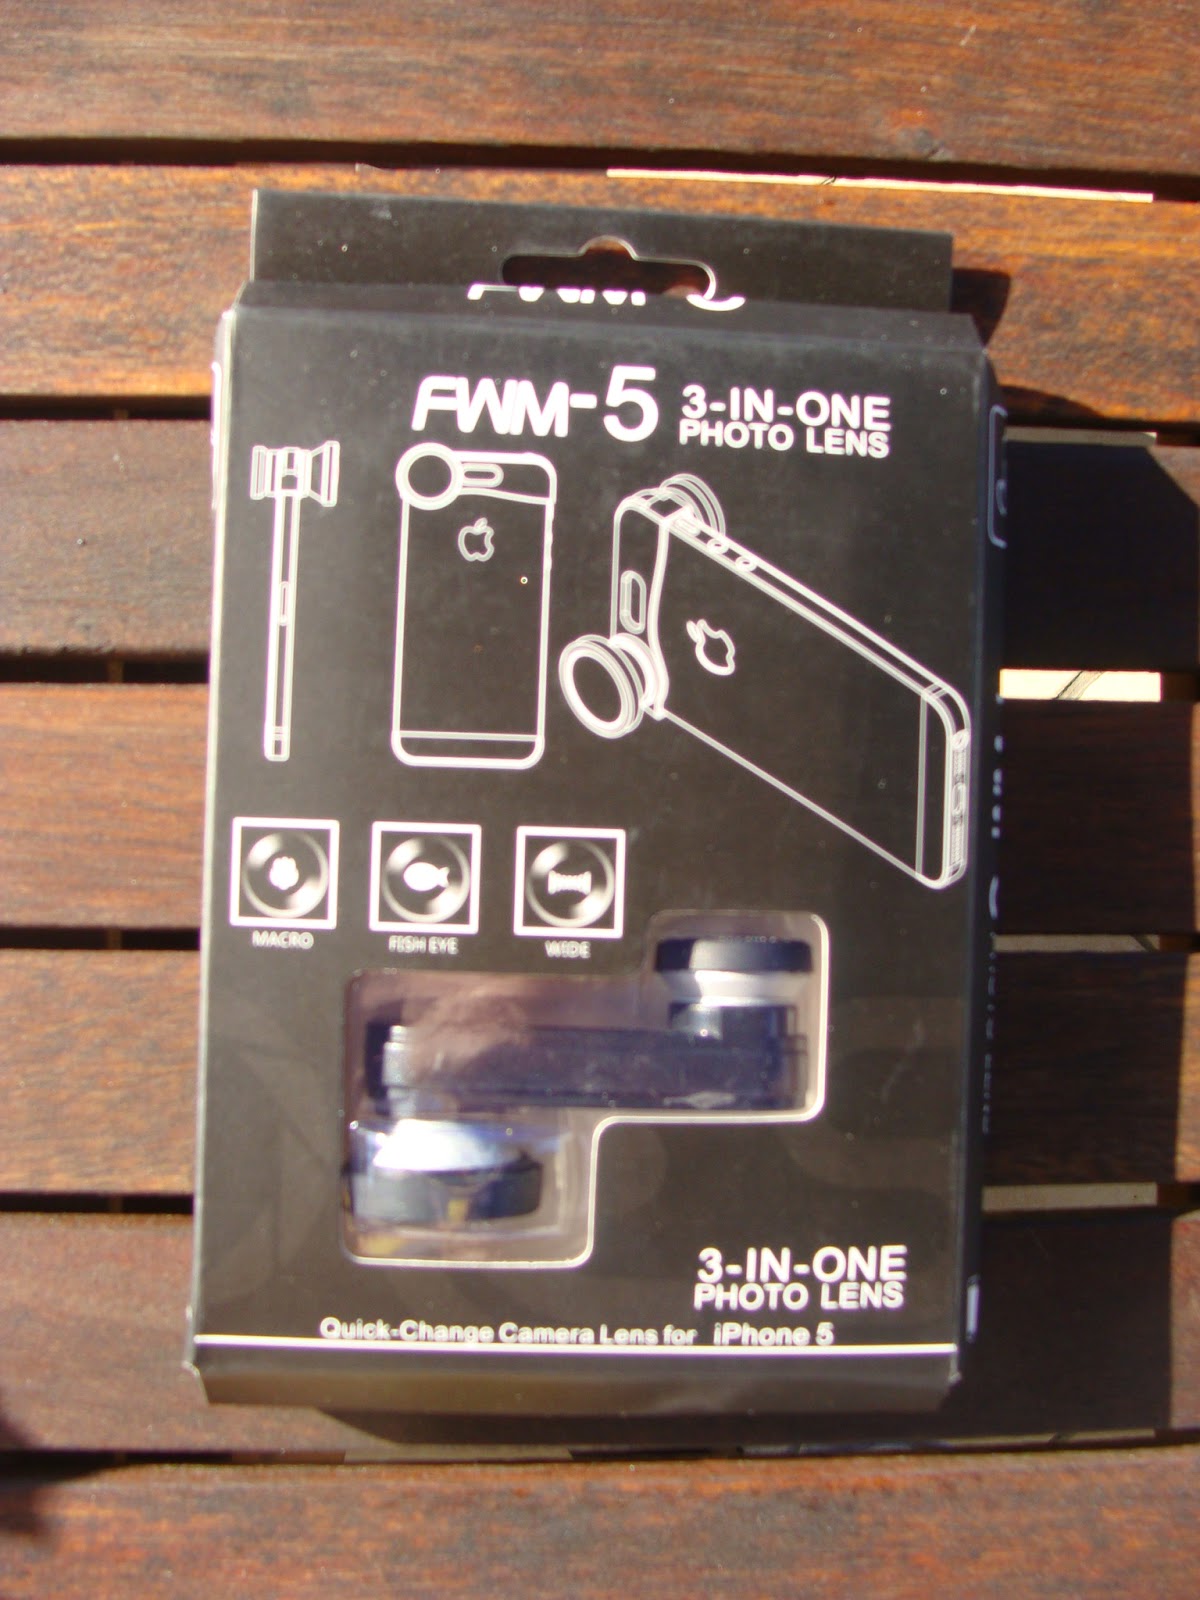 FWM-5 3-IN-ONE
PHOTO LENS
MACRO
FISH EYE
WIDE
3-IN-ONE
PHOTO LENS
Quick-Change Camera Lens for iPhone 5